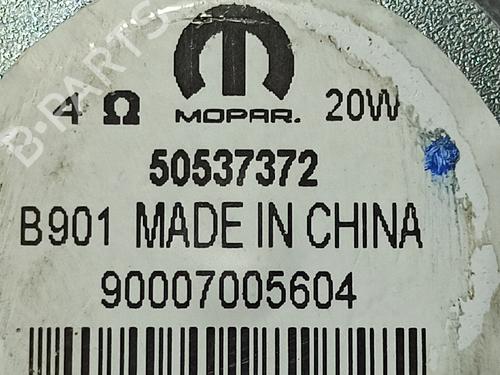 4 Ω MOPAR. 20W
50537372
B901 MADE IN CHINA
90007005604
B-PARTS